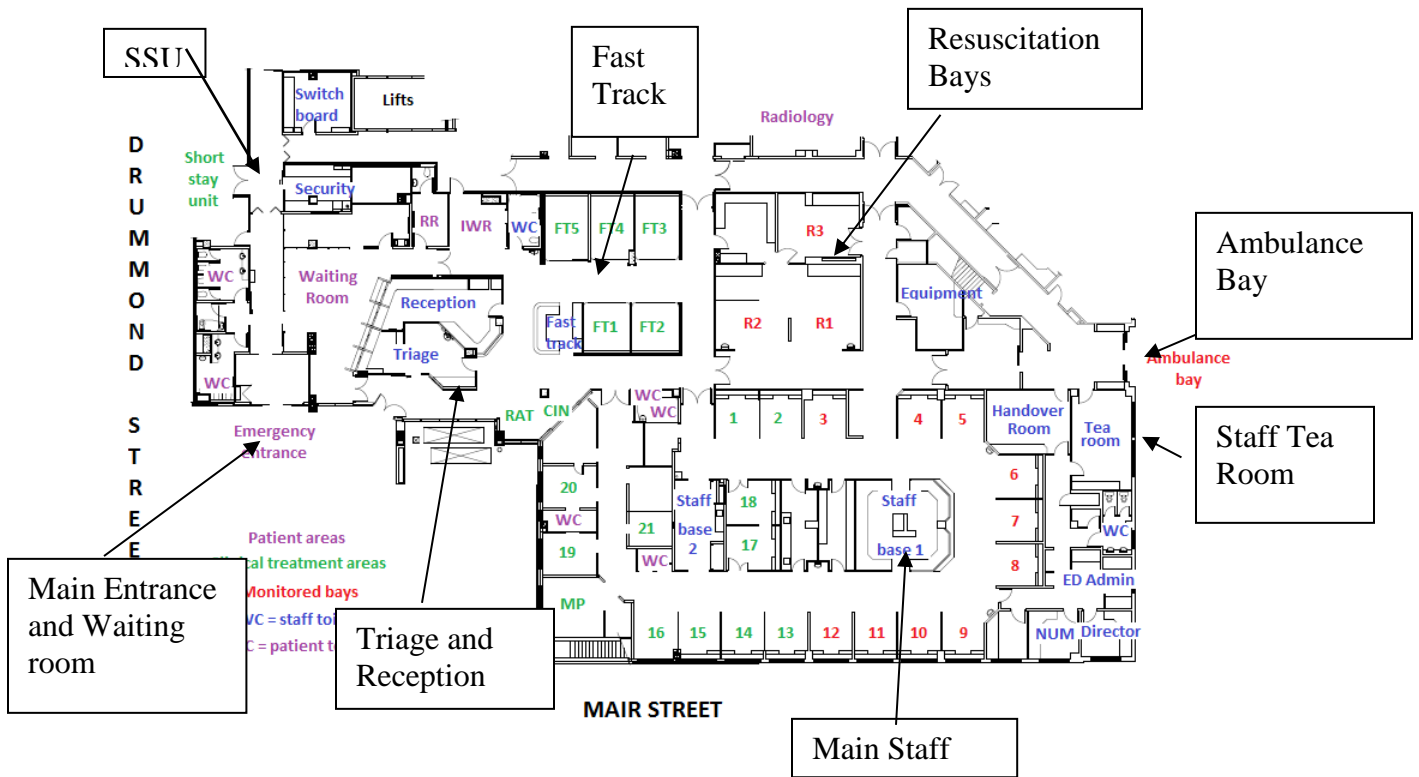 SSU
Fast
Track
Resuscitation
Bays
Switch
board
Lifts
Radiology
DRUMMOND STREE
Short
stay
unit
Security
RR
IWR
WC
FT5
FT4
FT3
R3
Ambulance
Bay
WC
Waiting
Room
Reception
Equipment
Fast
track
FT1
FT2
R2
R1
Triage
Ambulance
bay
WC
WC
WC
RAT
CIN
1
2
3
4
5
Handover
Room
Tea
room
Staff Tea
Room
Emergency
entrance
6
20
18
Staff
base 2
Staff
base 1
7
WC
WC
21
17
19
WC
8
Patient areas
cal treatment areas
Monitored bays
WC = staff toi
C = patient to
ED Admin
MP
Main Entrance
and Waiting
room
Triage and
Reception
16
15
14
13
12
11
10
9
NUM
Director
MAIR STREET
Main Staff